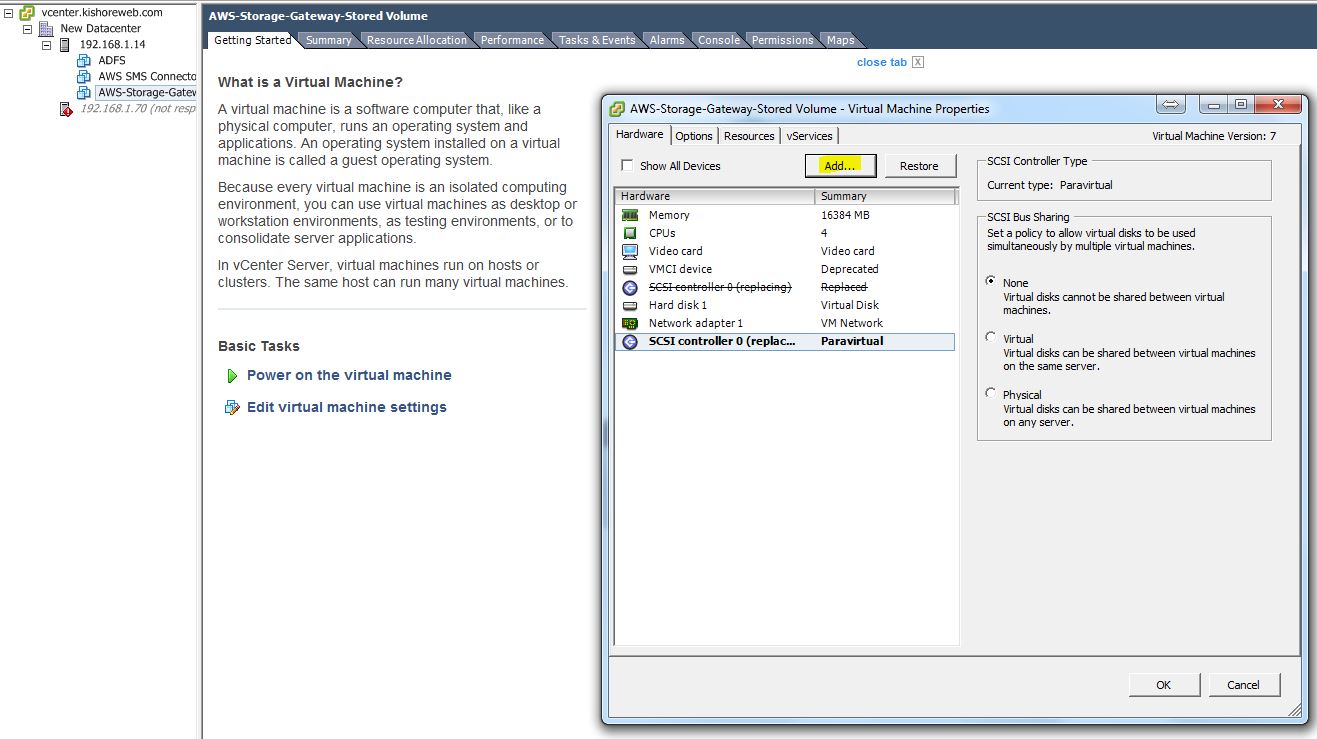 vcenter.kishoreweb.com
New Datacenter
192.168.1.14
ADFS
AWS SMS Connecto
AWS-Storage-Gatew
192.168.1.70 (not resp
AWS-Storage-Gateway-Stored Volume
Getting Started Summary Resource Allocation Performance Tasks & Events Alarms Console Permissions Maps
close tab X
What is a Virtual Machine?
A virtual machine is a software computer that, like a
physical computer, runs an operating system and
applications. An operating system installed on a virtual
machine is called a guest operating system.
Because every virtual machine is an isolated computing
environment, you can use virtual machines as desktop or
workstation environments, as testing environments, or to
consolidate server applications.
In vCenter Server, virtual machines run on hosts or
clusters. The same host can run many virtual machines.
Basic Tasks
Power on the virtual machine
Edit virtual machine settings
AWS-Storage-Gateway-Stored Volume - Virtual Machine Properties
Hardware Options Resources vServices
Virtual Machine Version: 7
Show All Devices
Add...
Restore
Hardware Summary
Memory 16384 MB
CPUs 4
Video card Video card
VMCI device Deprecated
SCSI controller 0 (replacing) Replaced
Hard disk 1 Virtual Disk
Network adapter 1 VM Network
SCSI controller 0 (replac... Paravirtual
SCSI Controller Type
Current type: Paravirtual
SCSI Bus Sharing
Set a policy to allow virtual disks to be used
simultaneously by multiple virtual machines.
None
Virtual disks cannot be shared between virtual
machines.
Virtual
Virtual disks can be shared between virtual machines
on the same server.
Physical
Virtual disks can be shared between virtual machines
on any server.
OK
Cancel